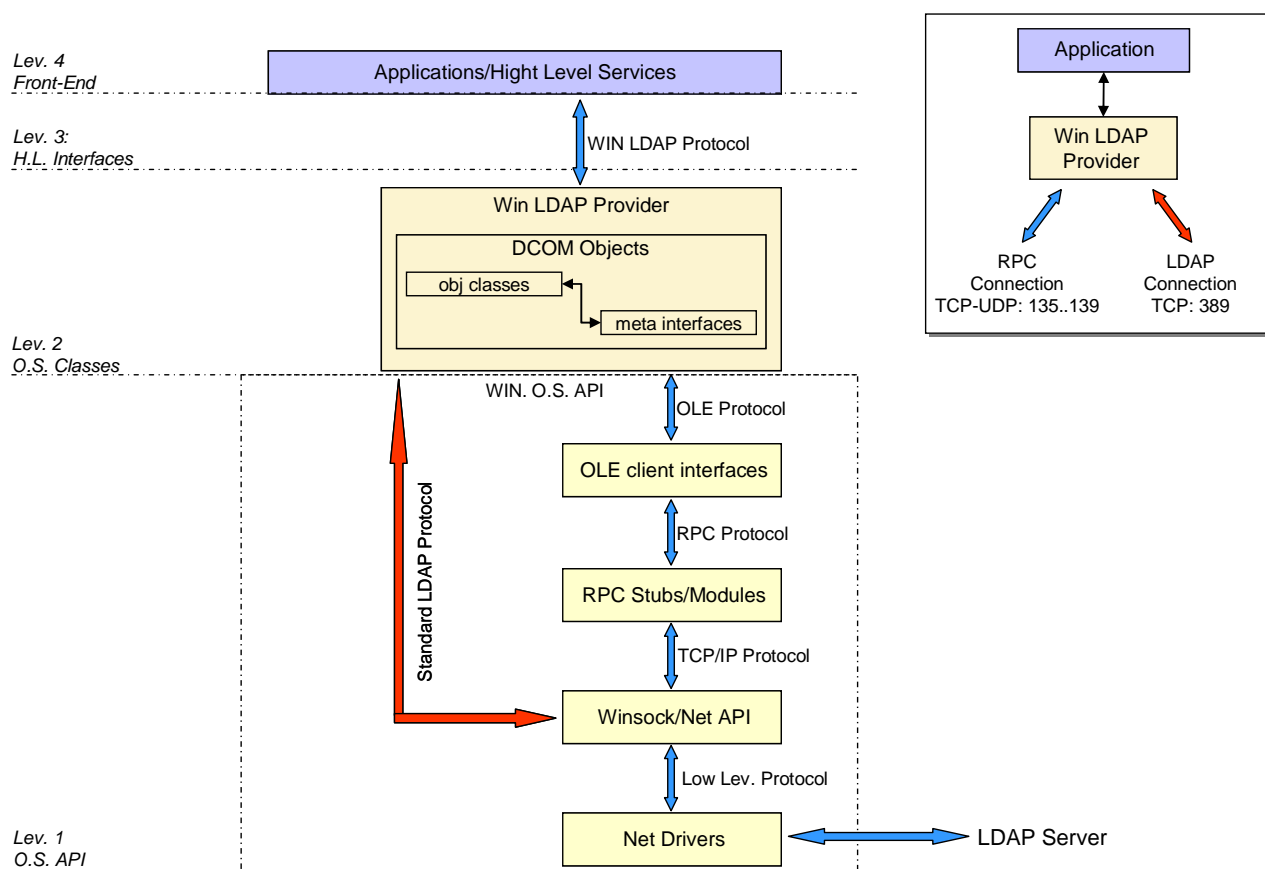 Lev. 4
Front-End
Applications/Hight Level Services
Lev. 3:
H.L. Interfaces
WIN LDAP Protocol
Win LDAP Provider
DCOM Objects
obj classes
meta interfaces
Lev. 2
O.S. Classes
WIN. O.S. API
OLE Protocol
OLE client interfaces
RPC Protocol
Standard LDAP Protocol
RPC Stubs/Modules
TCP/IP Protocol
Winsock/Net API
Low Lev. Protocol
Lev. 1
O.S. API
Net Drivers
LDAP Server
Application
Win LDAP
Provider
RPC
Connection
TCP-UDP: 135..139
LDAP
Connection
TCP: 389